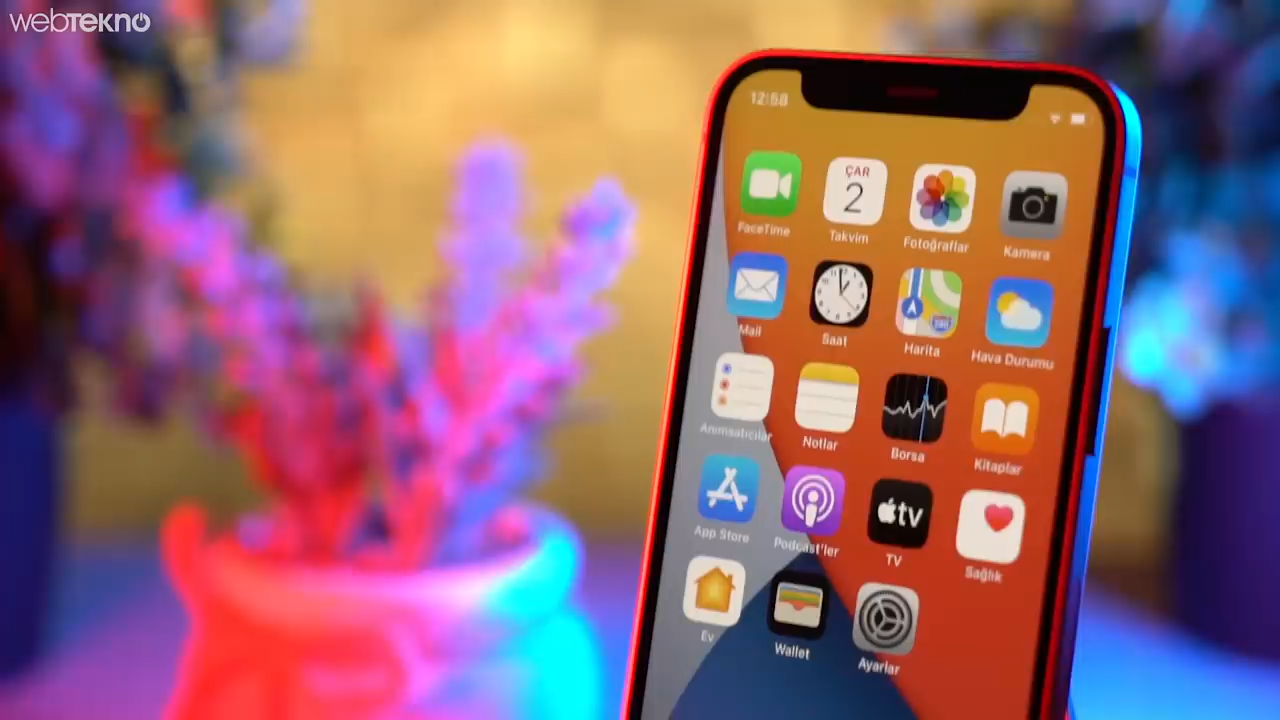 webTEKNO
12:58
ÇAR
2
FaceTime
Takvim
Fotoğraflar
Kamera
Mail
Saat
Harita
Hava Durumu
Anımsatıcılar
Notlar
Borsa
Kitaplar
App Store
Podcast'ler
tv
TV
Sağlık
Ev
Wallet
Ayarlar